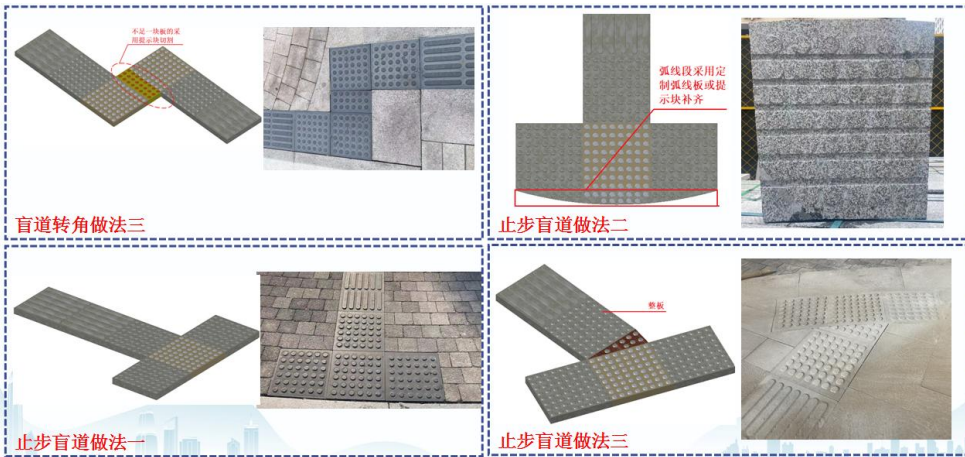 不足一块板的采
用提示块切割
盲道转角做法三
弧线段采用定
制弧线板或提
示块补齐
止步盲道做法二
止步盲道做法一
整板
止步盲道做法三